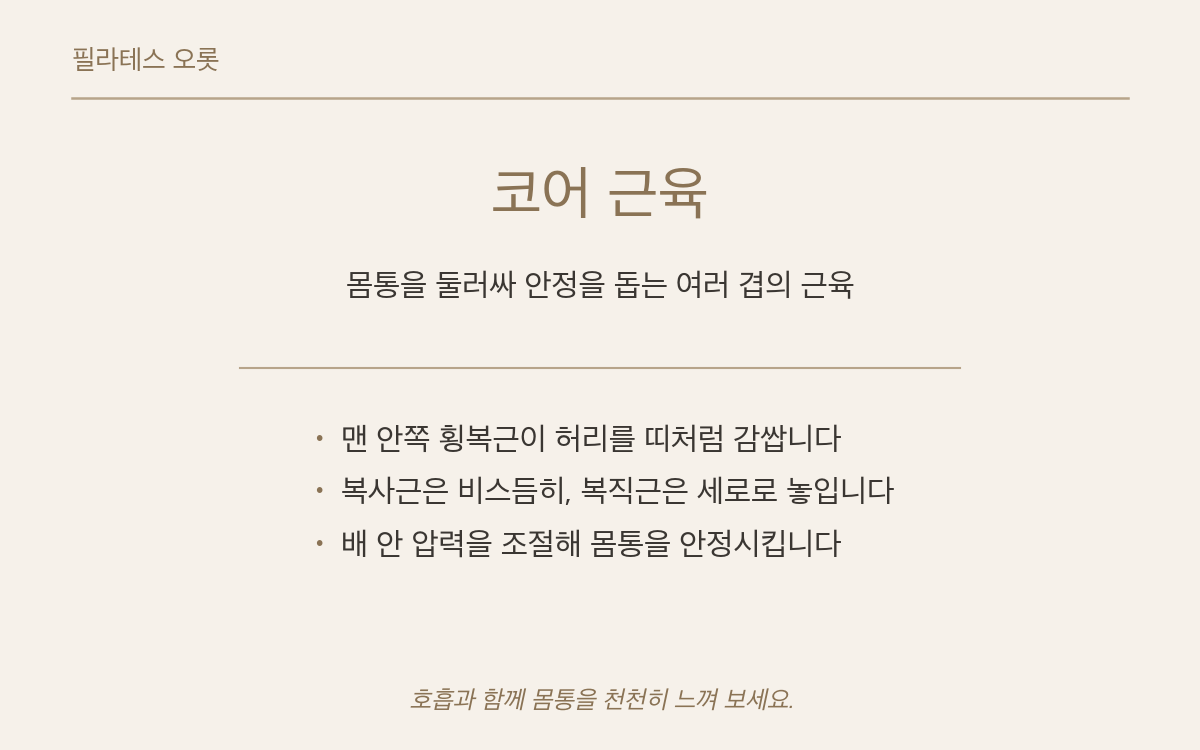 필라테스 오롯
코어 근육
몸통을 둘러싸 안정을 돕는 여러 겹의 근육
• 맨 안쪽 횡복근이 허리를 띠처럼 감쌉니다
• 복사근은 비스듬히, 복직근은 세로로 놓입니다
• 배 안 압력을 조절해 몸통을 안정시킵니다
호흡과 함께 몸통을 천천히 느껴 보세요.